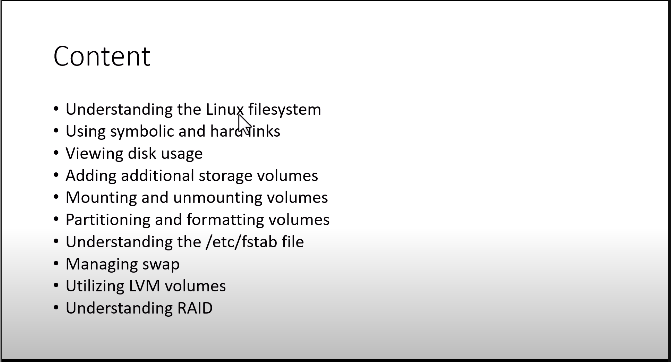 Content
• Understanding the Linux filesystem
• Using symbolic and hard links
• Viewing disk usage
• Adding additional storage volumes
• Mounting and unmounting volumes
• Partitioning and formatting volumes
• Understanding the /etc/fstab file
• Managing swap
• Utilizing LVM volumes
• Understanding RAID